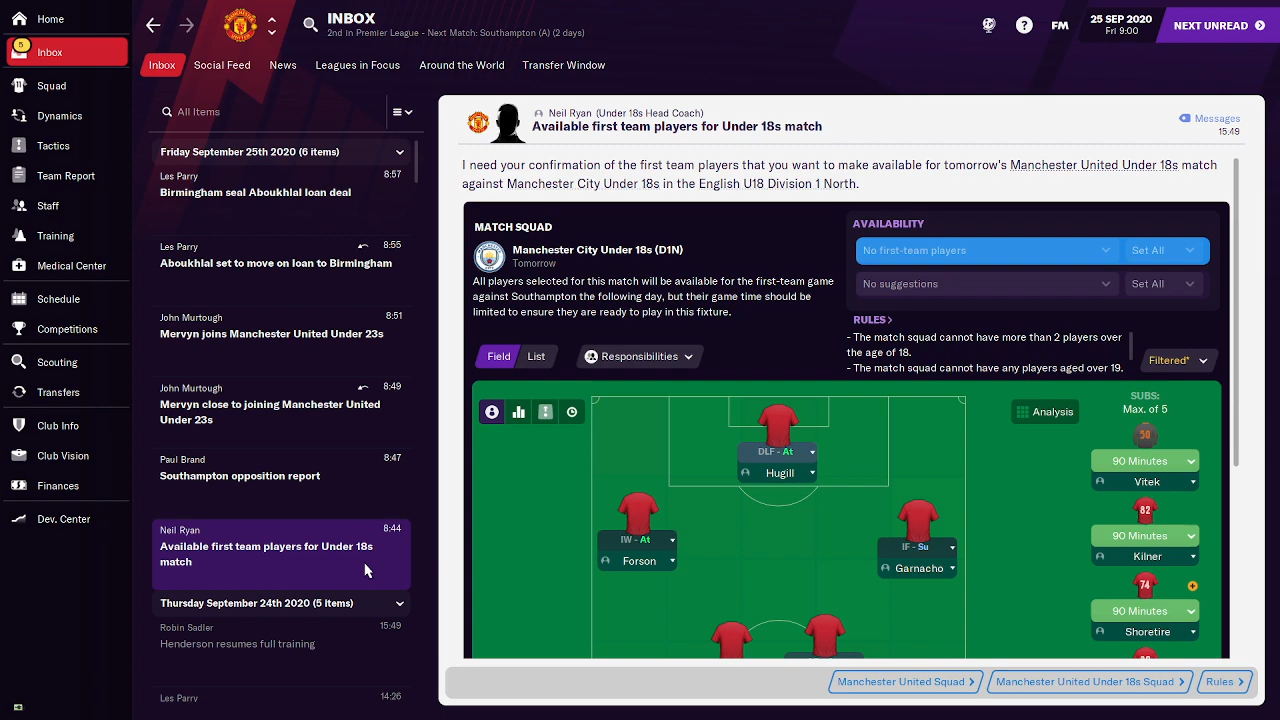 Home
5
Inbox
Squad
Dynamics
Tactics
Team Report
Staff
Training
Medical Center
Schedule
Competitions
Scouting
Transfers
Club Info
Club Vision
Finances
Dev. Center
INBOX
2nd in Premier League - Next Match: Southampton (A) (2 days)
FM
25 SEP 2020
Fri 9:00
NEXT UNREAD
Inbox
Social Feed
News
Leagues in Focus
Around the World
Transfer Window
All Items
Friday September 25th 2020 (6 items)
Les Parry 8:57
Birmingham seal Aboukhlal loan deal
Les Parry 8:55
Aboukhlal set to move on loan to Birmingham
John Murtough 8:51
Mervyn joins Manchester United Under 23s
John Murtough 8:49
Mervyn close to joining Manchester United
Under 23s
Paul Brand 8:47
Southampton opposition report
Neil Ryan 8:44
Available first team players for Under 18s
match
Thursday September 24th 2020 (5 items)
Robin Sadler 15:49
Henderson resumes full training
Les Parry 14:26
Neil Ryan (Under 18s Head Coach)
Available first team players for Under 18s match
Messages
15:49
I need your confirmation of the first team players that you want to make available for tomorrow's Manchester United Under 18s match
against Manchester City Under 18s in the English U18 Division 1 North.
MATCH SQUAD
Manchester City Under 18s (D1N)
Tomorrow
All players selected for this match will be available for the first-team game
against Southampton the following day, but their game time should be
limited to ensure they are ready to play in this fixture.
AVAILABILITY
No first-team players Set All
No suggestions Set All
RULES
- The match squad cannot have more than 2 players over
the age of 18.
- The match squad cannot have any players aged over 19.
Field
List
Responsibilities
Filtered*
Analysis
DLF - At
Hugill
IW - At
Forson
IF - Su
Garnacho
SUBS:
Max. of 5
50
90 Minutes
Vitek
82
90 Minutes
Kilner
74
90 Minutes
Shoretire
Manchester United Squad
Manchester United Under 18s Squad
Rules